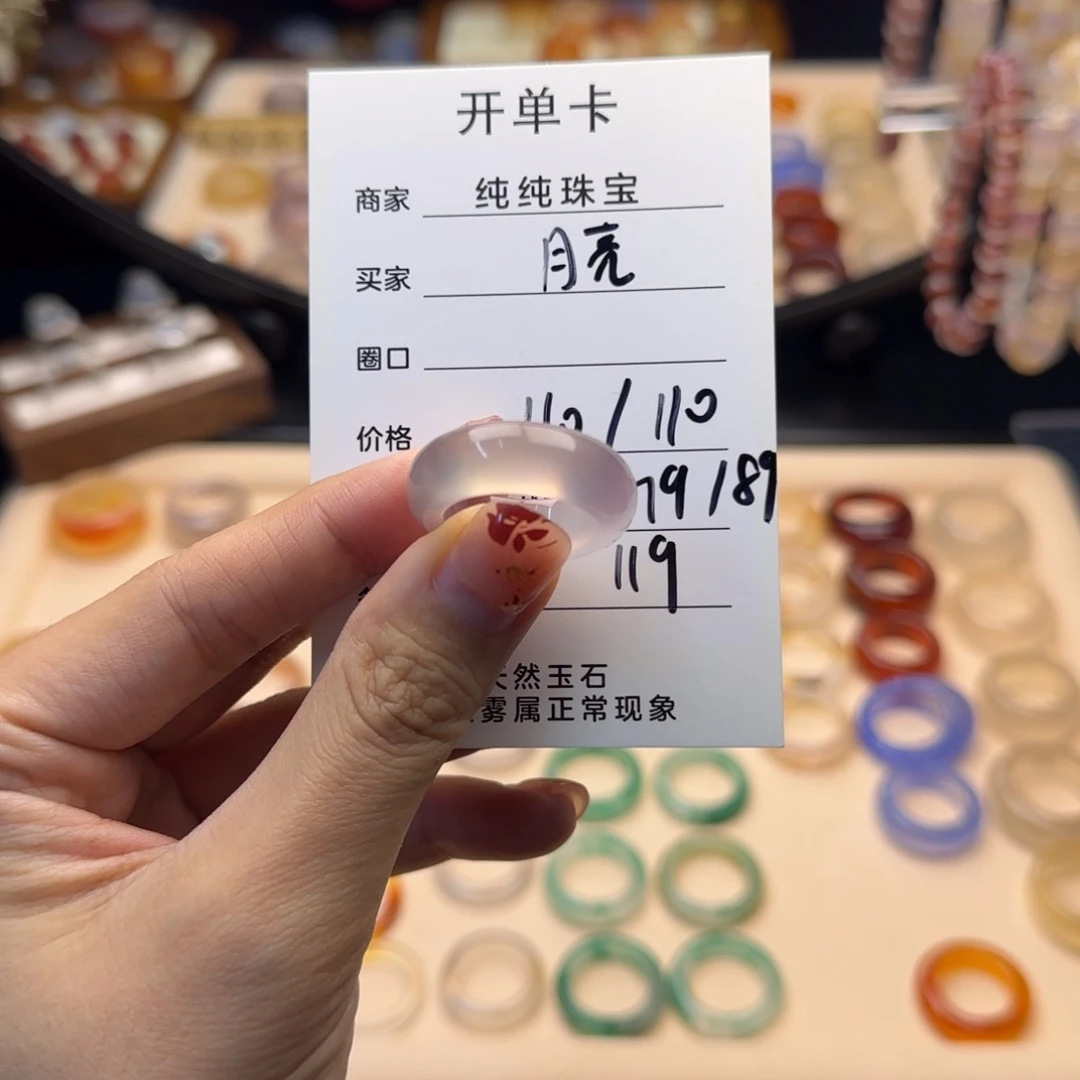 开单卡
商家 纯纯珠宝
买家 月亮
圈口
价格 110 / 110
79 / 89
119
天然玉石
雾属正常现象